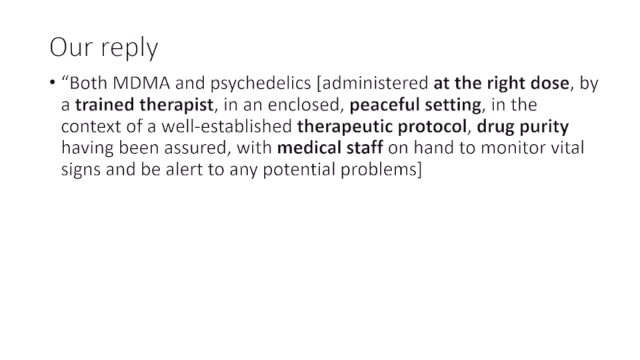 Our reply
• “Both MDMA and psychedelics [administered at the right dose, by
a trained therapist, in an enclosed, peaceful setting, in the
context of a well-established therapeutic protocol, drug purity
having been assured, with medical staff on hand to monitor vital
signs and be alert to any potential problems]